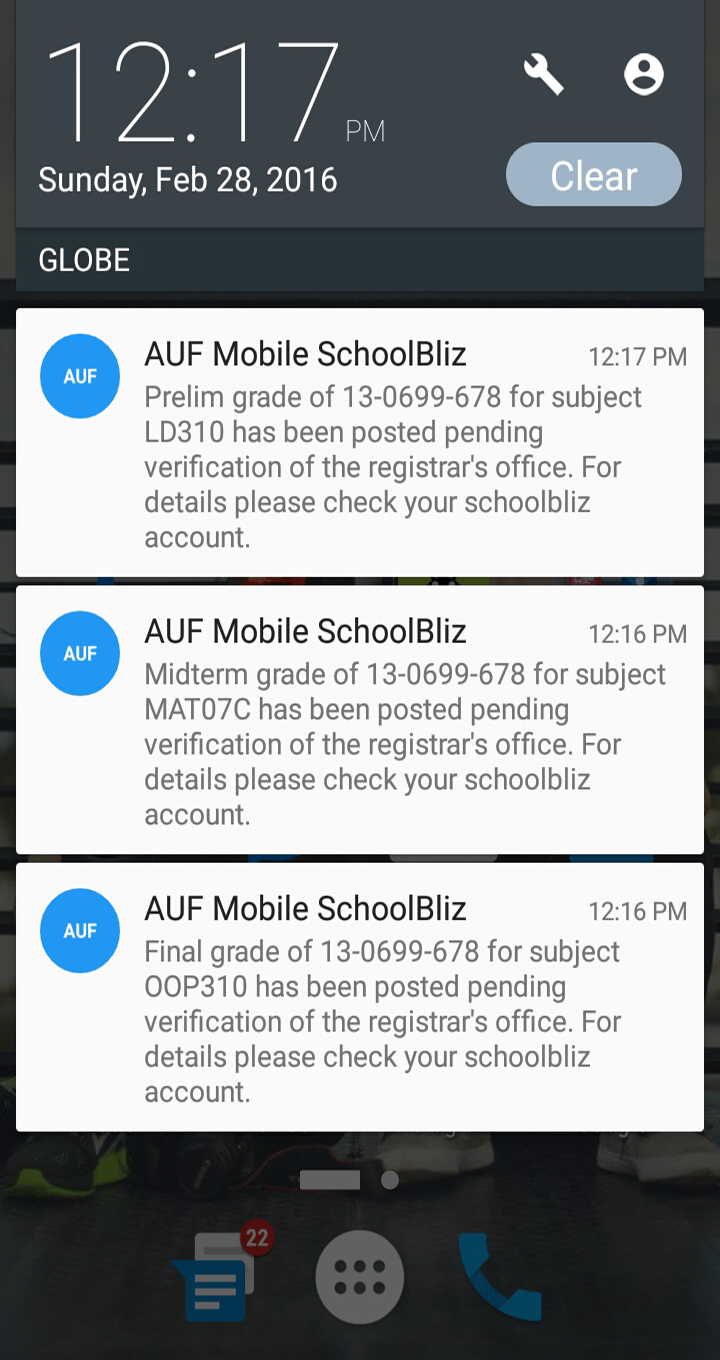 12:17 PM
Sunday, Feb 28, 2016
Clear
GLOBE
AUF
AUF Mobile SchoolBliz 12:17 PM
Prelim grade of 13-0699-678 for subject
LD310 has been posted pending
verification of the registrar's office. For
details please check your schoolbliz
account.
AUF
AUF Mobile SchoolBliz 12:16 PM
Midterm grade of 13-0699-678 for subject
MAT07C has been posted pending
verification of the registrar's office. For
details please check your schoolbliz
account.
AUF
AUF Mobile SchoolBliz 12:16 PM
Final grade of 13-0699-678 for subject
OOP310 has been posted pending
verification of the registrar's office. For
details please check your schoolbliz
account.
22